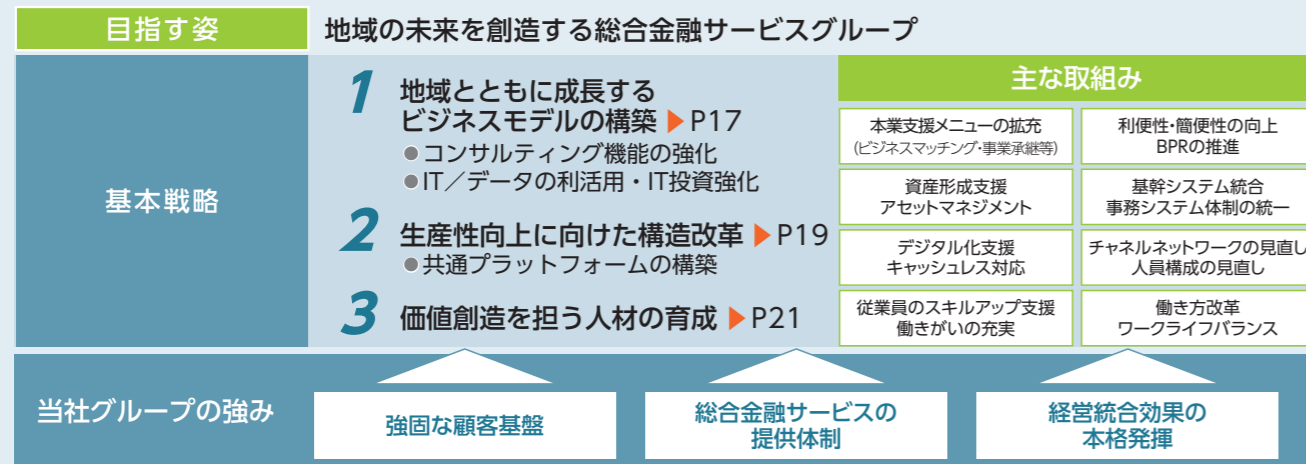 目指す姿
地域の未来を創造する総合金融サービスグループ
基本戦略
1 地域とともに成長する
ビジネスモデルの構築 ▶P17
●コンサルティング機能の強化
●IT／データの利活用・IT投資強化
2 生産性向上に向けた構造改革 ▶P19
●共通プラットフォームの構築
3 価値創造を担う人材の育成 ▶P21
主な取組み
本業支援メニューの拡充
(ビジネスマッチング・事業承継等)
利便性・簡便性の向上
BPRの推進
資産形成支援
アセットマネジメント
基幹システム統合
事務システム体制の統一
デジタル化支援
キャッシュレス対応
チャネルネットワークの見直し
人員構成の見直し
従業員のスキルアップ支援
働きがいの充実
働き方改革
ワークライフバランス
当社グループの強み
強固な顧客基盤
総合金融サービスの
提供体制
経営統合効果の
本格発揮